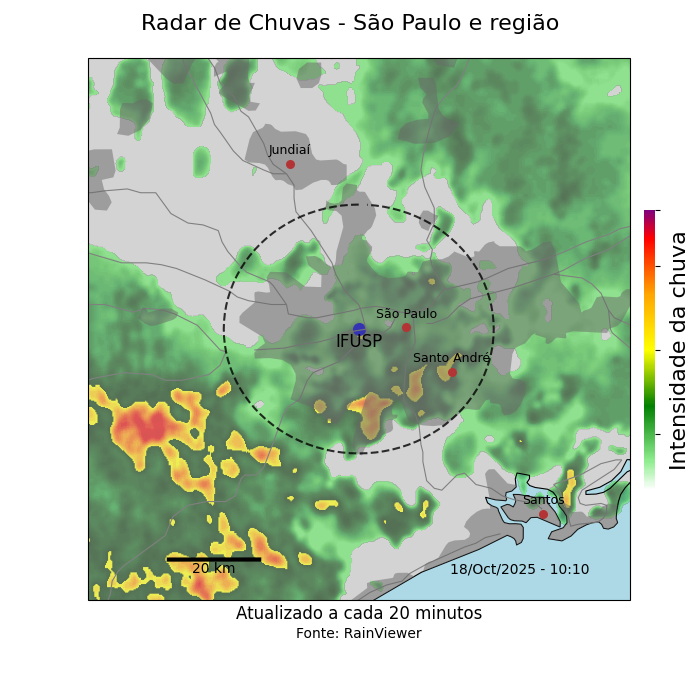 Radar de Chuvas - São Paulo e região
Jundiaí
São Paulo
IFUSP
Santo André
Intensidade da chuva
Santos
20 km
18/Oct/2025 - 10:10
Atualizado a cada 20 minutos
Fonte: RainViewer